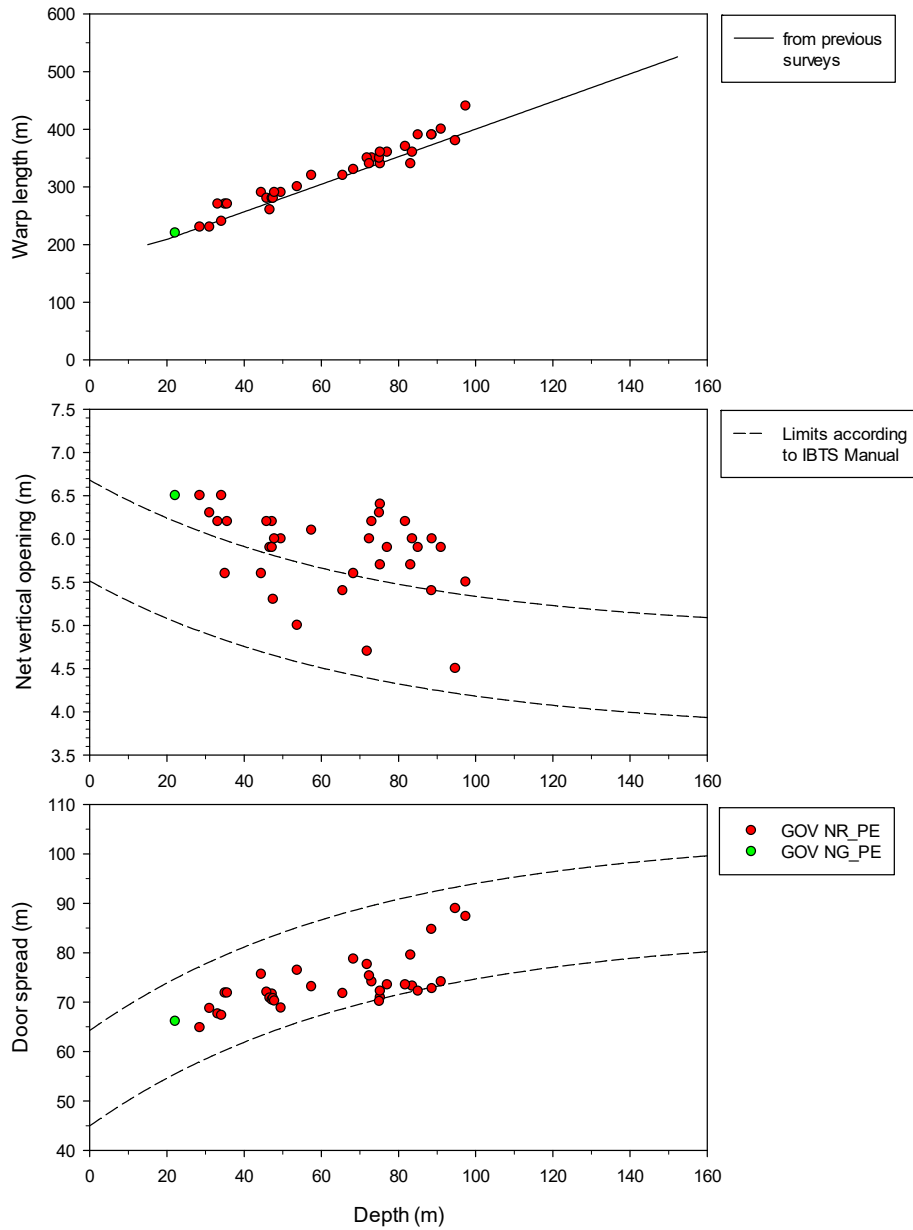 600
500
400
300
200
100
0
Warp length (m)
0 20 40 60 80 100 120 140 160
from previous
surveys
7.5
7.0
6.5
6.0
5.5
5.0
4.5
4.0
3.5
Net vertical opening (m)
0 20 40 60 80 100 120 140 160
Limits according
to IBTS Manual
110
100
90
80
70
60
50
40
Door spread (m)
0 20 40 60 80 100 120 140 160
Depth (m)
GOV NR_PE
GOV NG_PE